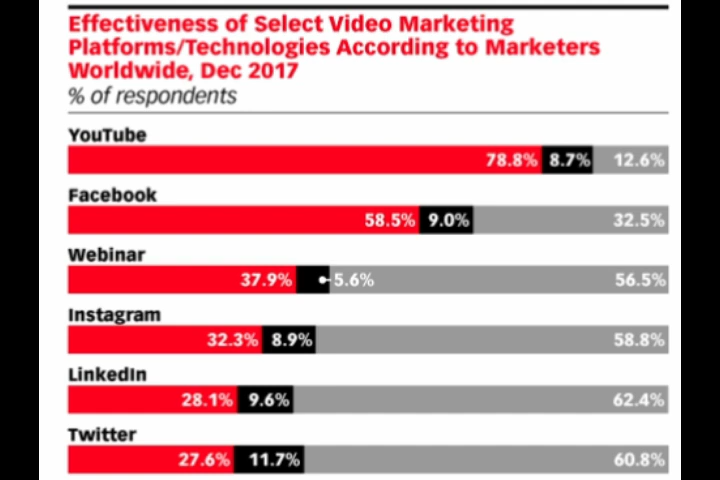 Effectiveness of Select Video Marketing
Platforms/Technologies According to Marketers
Worldwide, Dec 2017
% of respondents
YouTube
78.8% 8.7% 12.6%
Facebook
58.5% 9.0% 32.5%
Webinar
37.9% 5.6% 56.5%
Instagram
32.3% 8.9% 58.8%
LinkedIn
28.1% 9.6% 62.4%
Twitter
27.6% 11.7% 60.8%